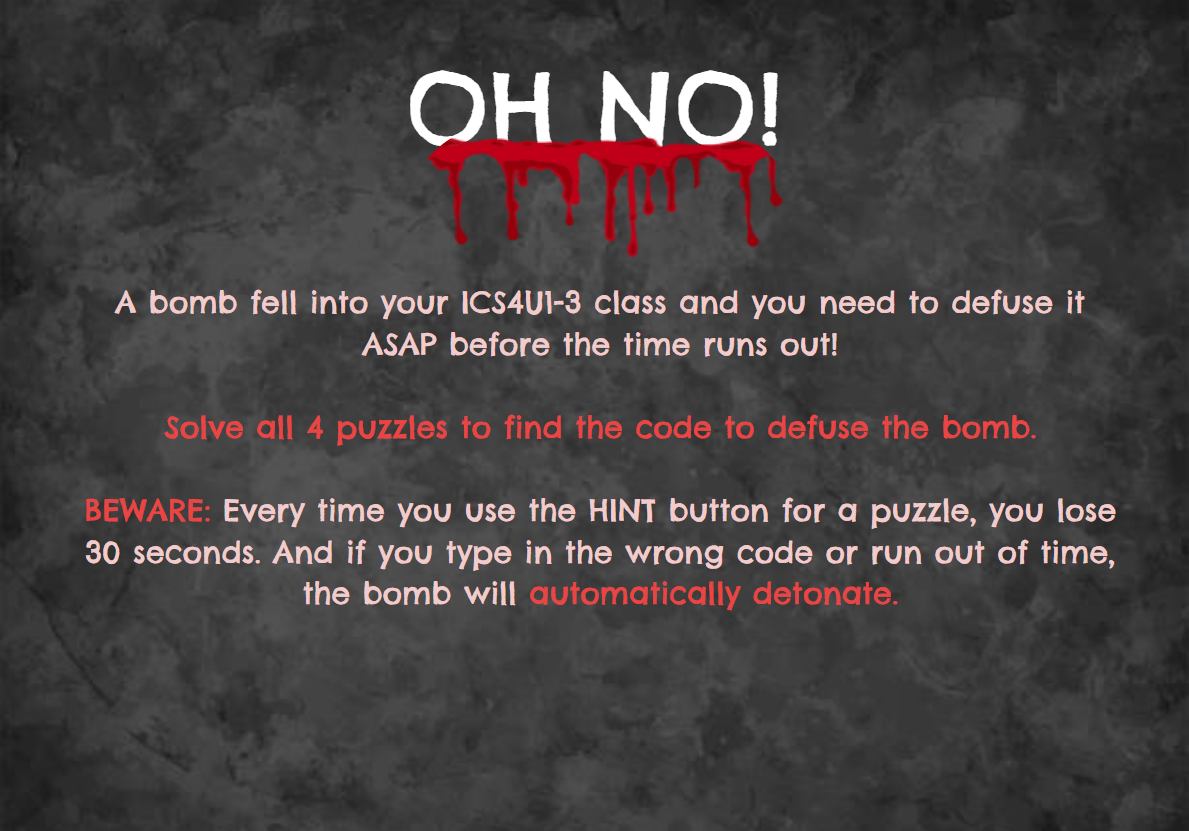 OH NO!
A bomb fell into your ICS4U1-3 class and you need to defuse it
ASAP before the time runs out!
Solve all 4 puzzles to find the code to defuse the bomb.
BEWARE: Every time you use the HINT button for a puzzle, you lose
30 seconds. And if you type in the wrong code or run out of time,
the bomb will automatically detonate.